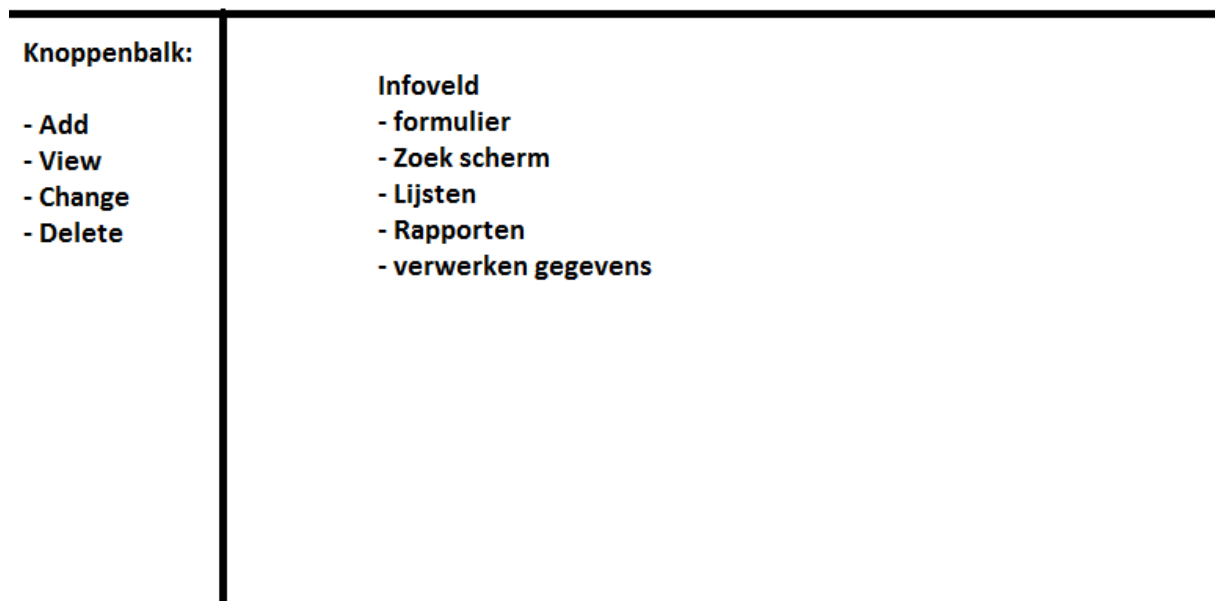 Knoppenbalk:
- Add
- View
- Change
- Delete
Infoveld
- formulier
- Zoek scherm
- Lijsten
- Rapporten
- verwerken gegevens